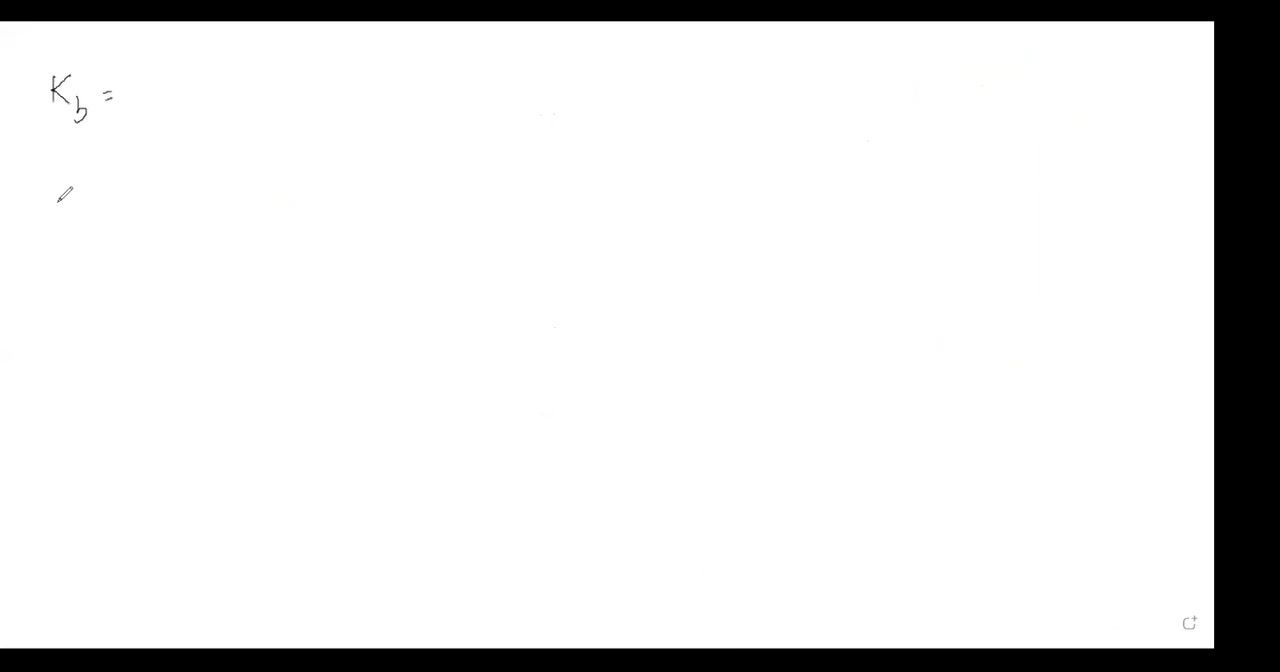 K_b =